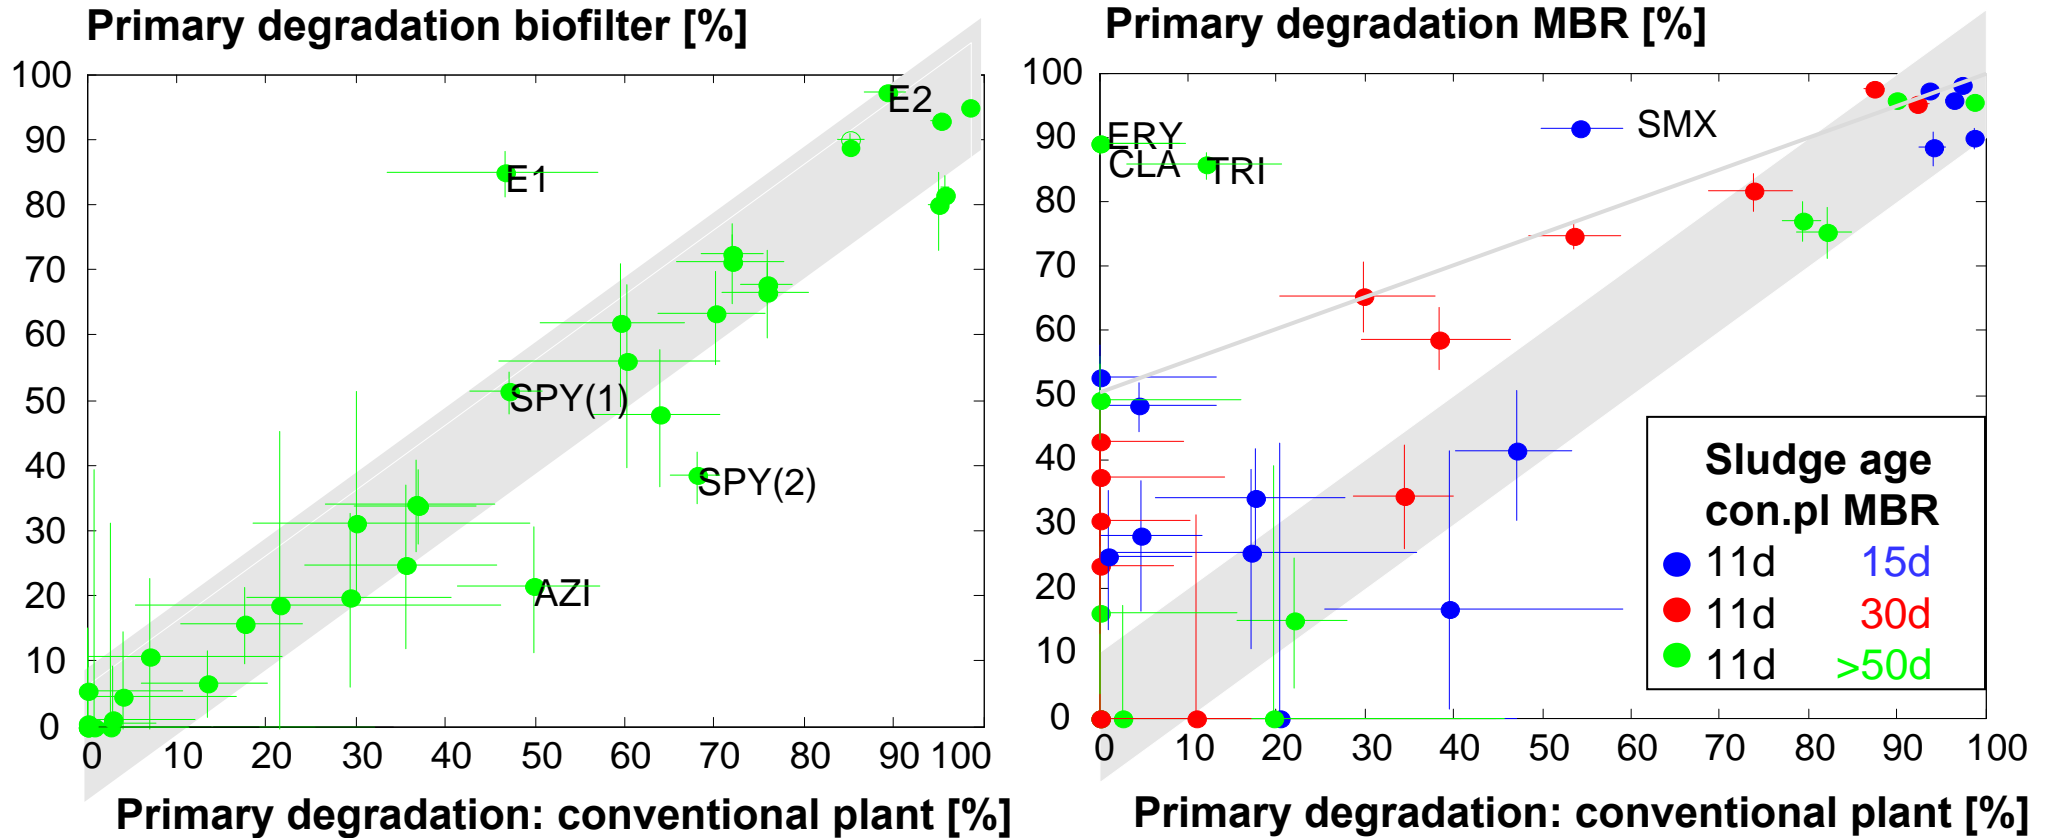 Primary degradation biofilter [%]
100
90
80
70
60
50
40
30
20
10
0
E2
E1
SPY(1)
SPY(2)
AZI
0 10 20 30 40 50 60 70 80 90 100
Primary degradation: conventional plant [%]
Primary degradation MBR [%]
100
90
80
70
60
50
40
30
20
10
0
ERY
CLA TRI
SMX
Sludge age
con.pl MBR
11d 15d
11d 30d
11d >50d
0 10 20 30 40 50 60 70 80 90 100
Primary degradation: conventional plant [%]